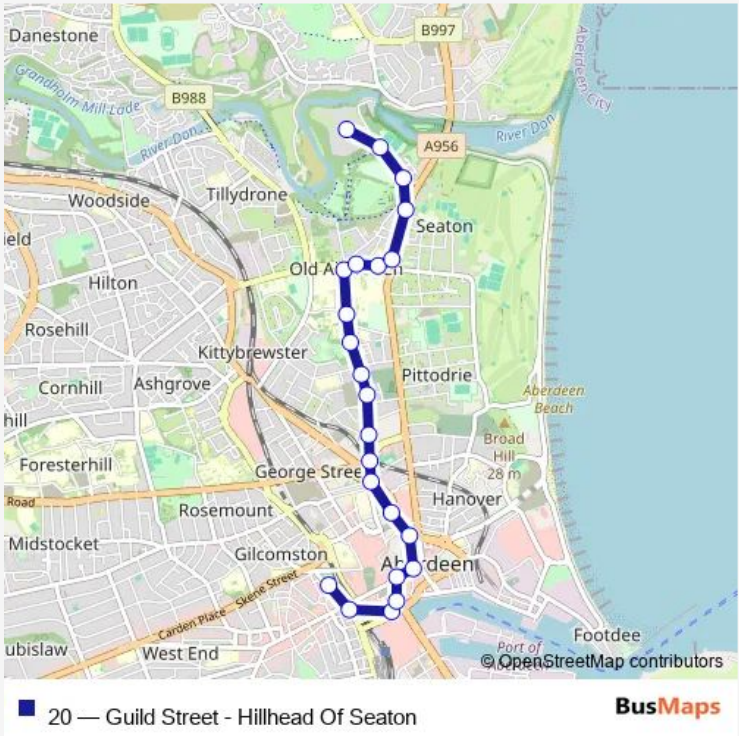 Danestone
B997
Aberdeen City
Grandholm Mill Lade
B988
River Don
River Don
A956
Woodside
Tillydrone
Seaton
ield
Old A
en
Hilton
Rosehill
Kittybrewster
Pittodrie
Cornhill
Ashgrove
Aberdeen
Beach
hill
Broad
Hill
28 m
Foresterhill
George Stree
Hanover
Road
Rosemount
Midstocket
Gilcomston
Aberdeen
Carden Place
Skene Street
Footdee
ubislaw
West End
Port of
© OpenStreetMap contributors
20 — Guild Street - Hillhead Of Seaton
BusMaps